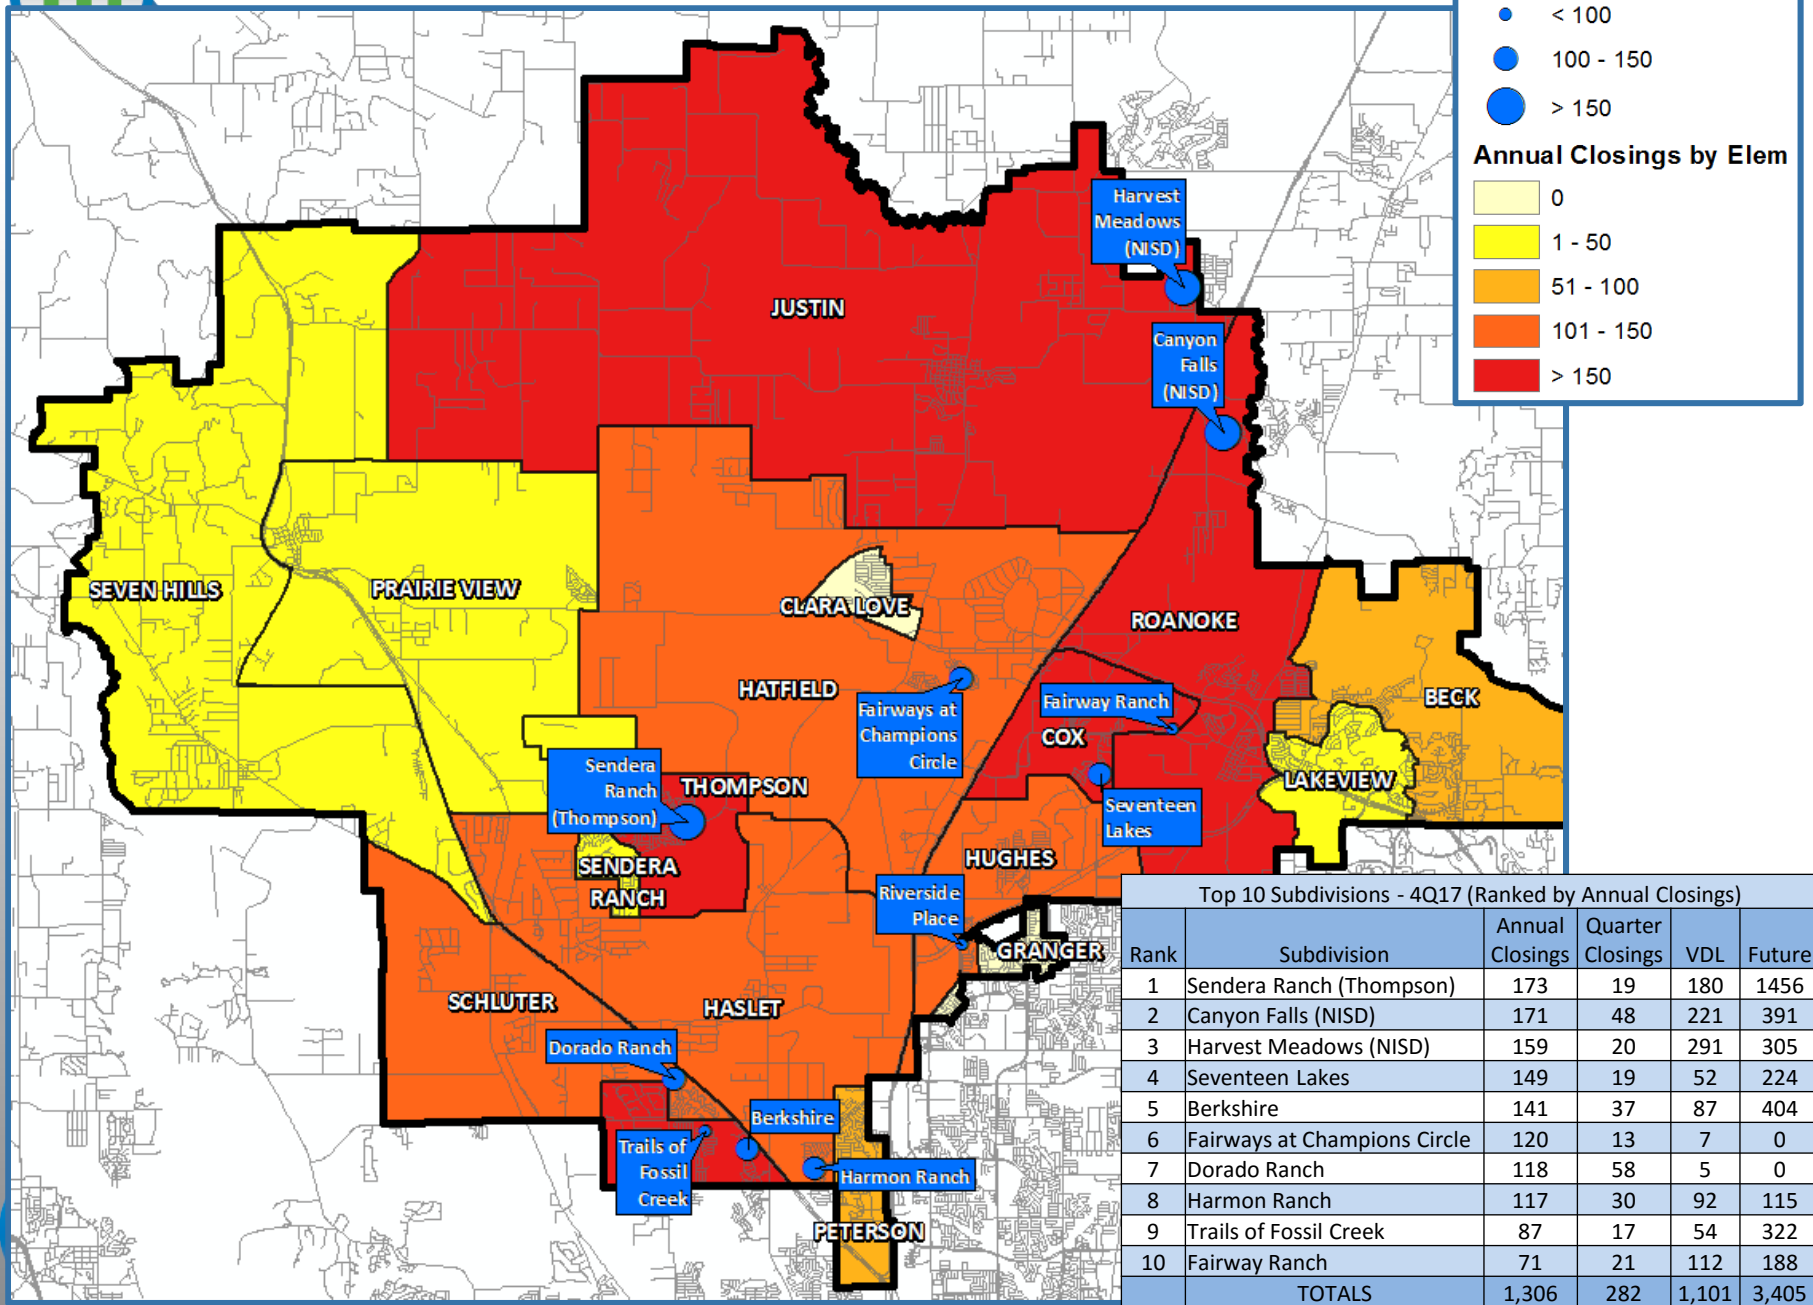 < 100
100 - 150
> 150
Annual Closings by Elem
0
1 - 50
51 - 100
101 - 150
> 150
Harvest
Meadows
(NISD)
JUSTIN
Canyon
Falls
(NISD)
SEVEN HILLS
PRAIRIE VIEW
CLARA LOVE
ROANOKE
HATFIELD
BECK
Fairways at
Champions
Circle
Fairway Ranch
COX
Sendera
Ranch
(Thompson)
THOMPSON
LAKEVIEW
Seventeen
Lakes
SENDERA
RANCH
HUGHES
Riverside
Place
GRANGER
SCHLUTER
HASLET
Dorado Ranch
Berkshire
Trails of
Fossil
Creek
Harmon Ranch
PETERSON
Top 10 Subdivisions - 4Q17 (Ranked by Annual Closings)
Rank Subdivision Annual Closings Quarter Closings VDL Future
1 Sendera Ranch (Thompson) 173 19 180 1456
2 Canyon Falls (NISD) 171 48 221 391
3 Harvest Meadows (NISD) 159 20 291 305
4 Seventeen Lakes 149 19 52 224
5 Berkshire 141 37 87 404
6 Fairways at Champions Circle 120 13 7 0
7 Dorado Ranch 118 58 5 0
8 Harmon Ranch 117 30 92 115
9 Trails of Fossil Creek 87 17 54 322
10 Fairway Ranch 71 21 112 188
TOTALS 1,306 282 1,101 3,405